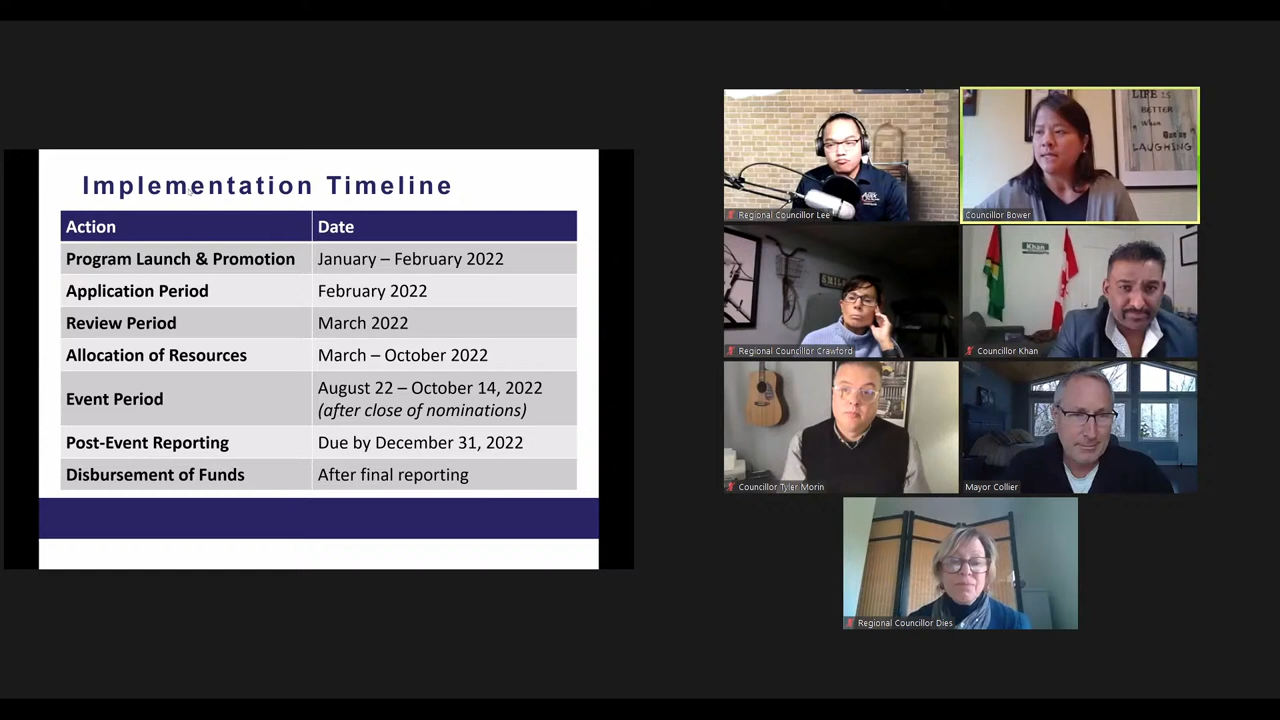 Implementation Timeline
Action Date
Program Launch & Promotion January – February 2022
Application Period February 2022
Review Period March 2022
Allocation of Resources March – October 2022
Event Period August 22 – October 14, 2022
(after close of nominations)
Post-Event Reporting Due by December 31, 2022
Disbursement of Funds After final reporting
Regional Councillor Lee
LIFE is
BETTER
When
LAUGHING
Councillor Bower
SMILE
Regional Councillor Crawford
Khan
Councillor Khan
Councillor Tyler Morin
Mayor Collier
Regional Councillor Dies